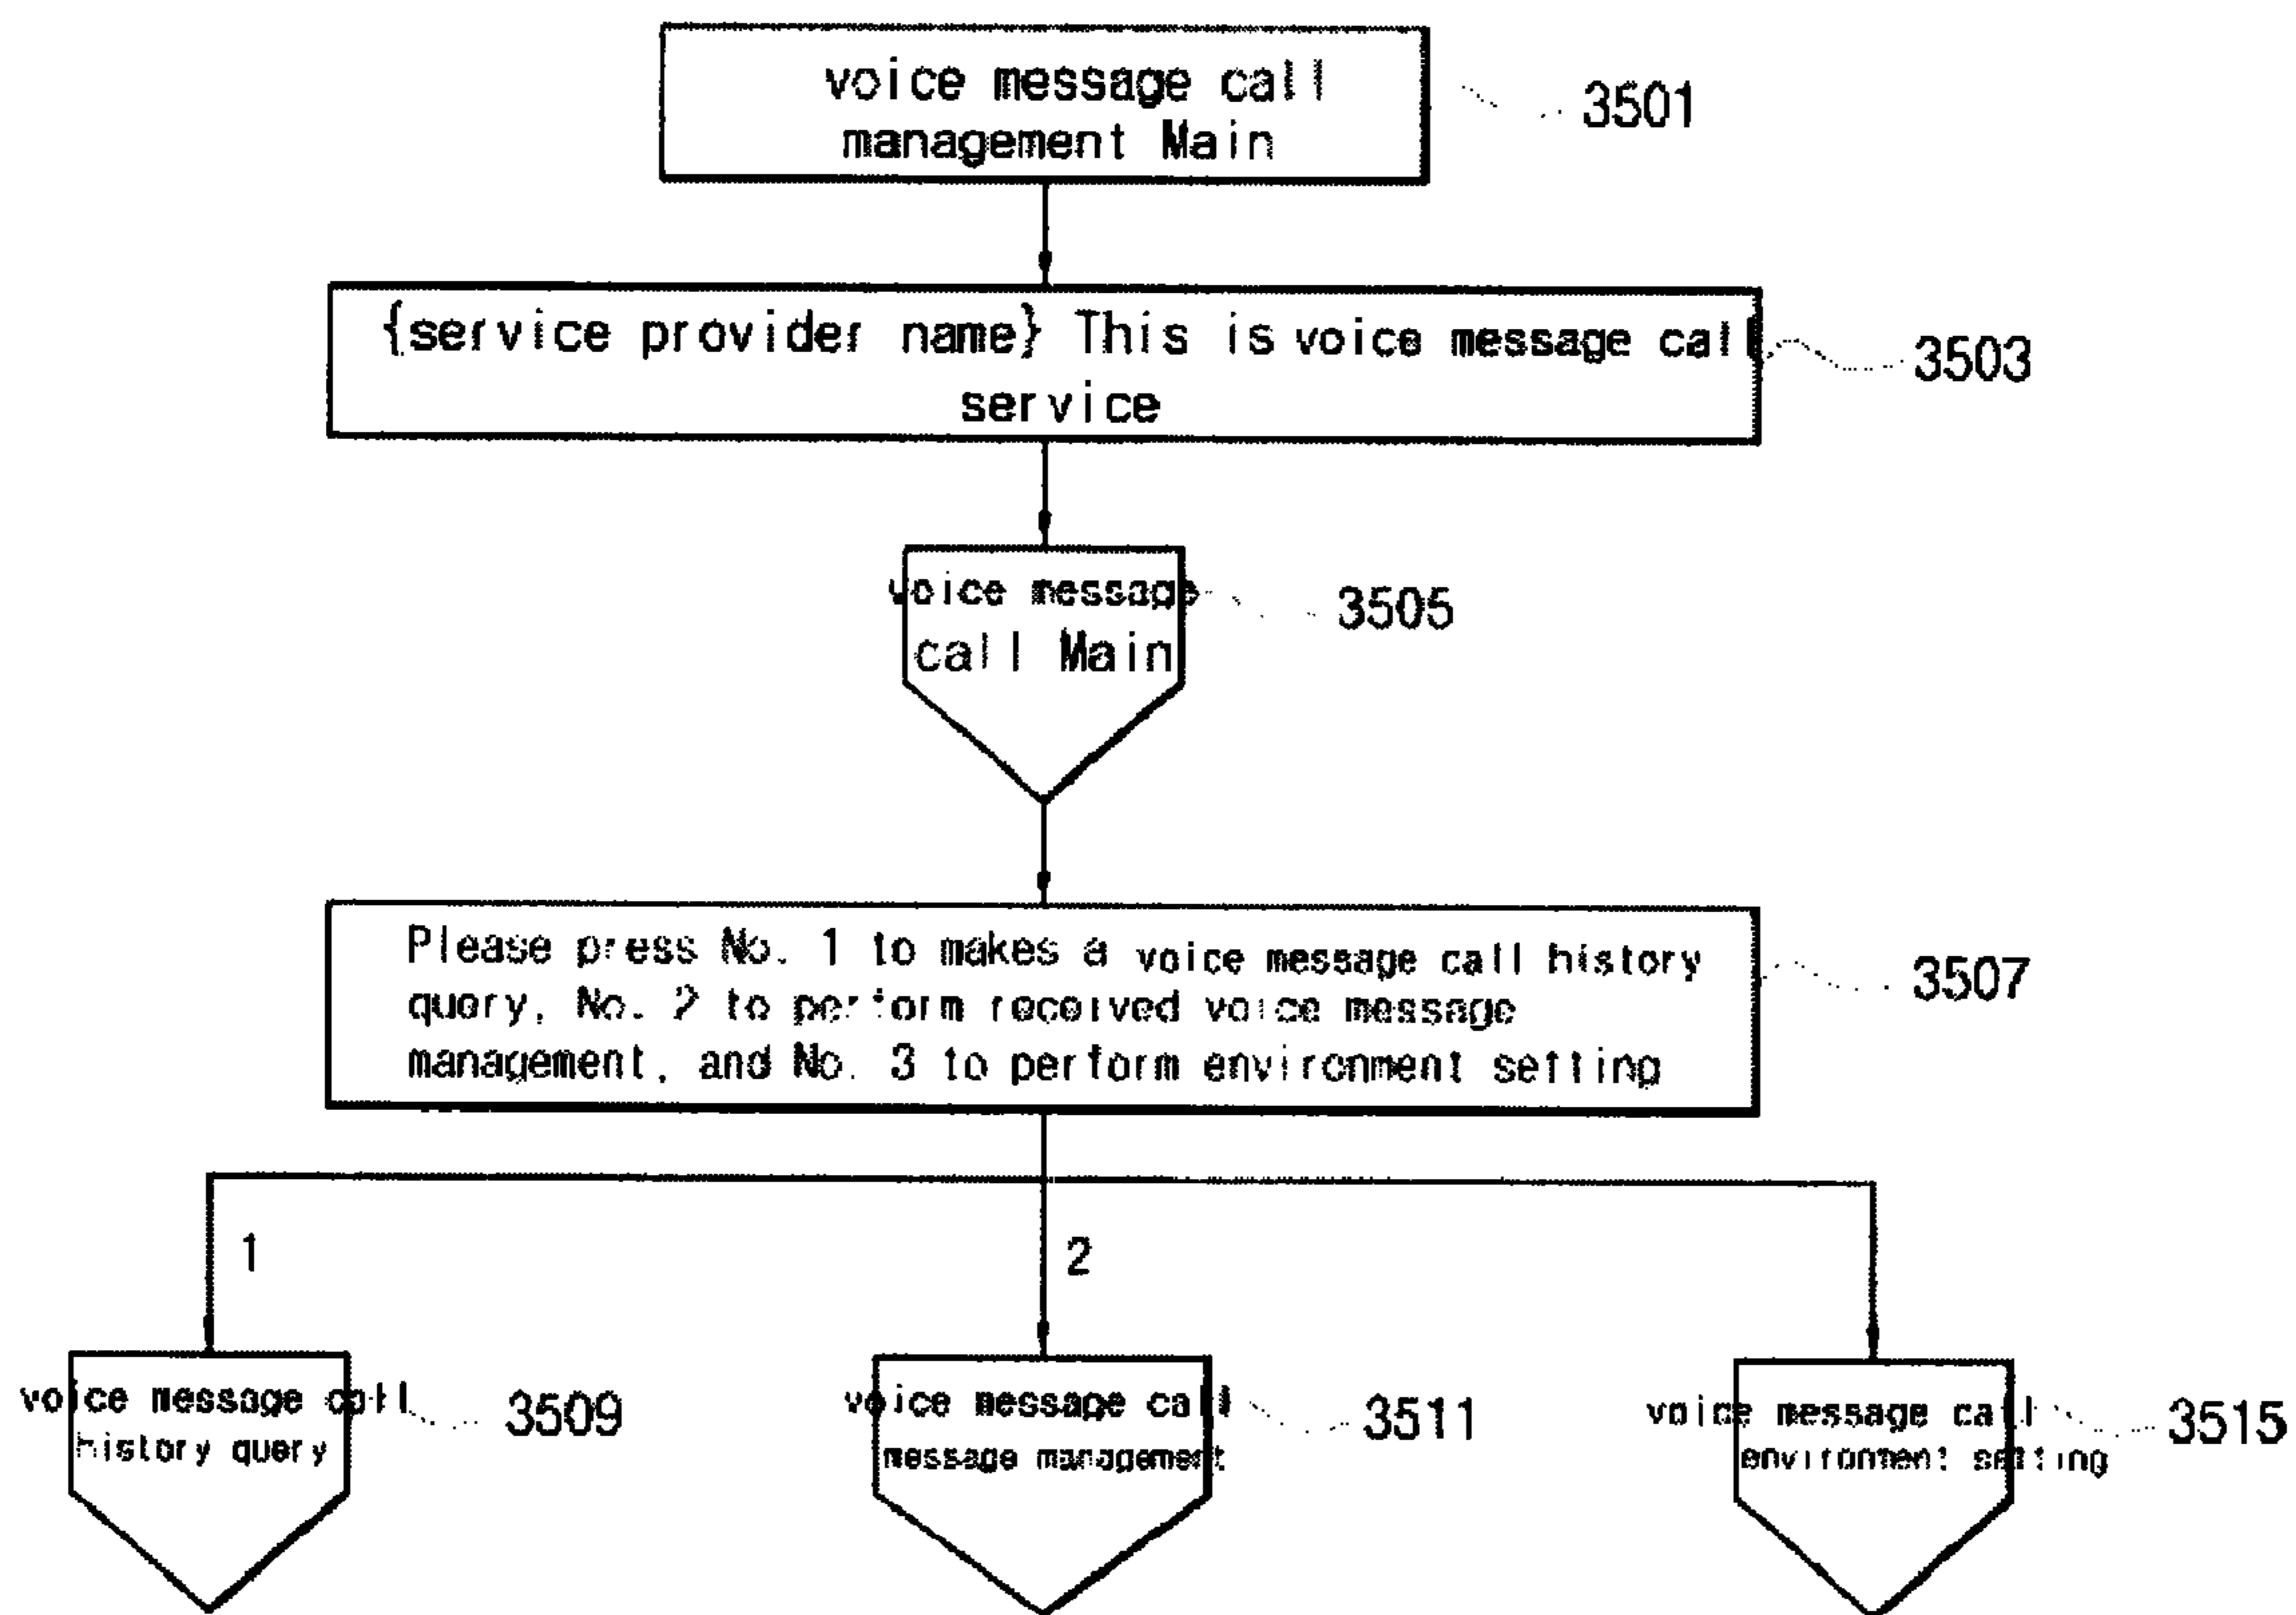 voice message call
management Main
3501
{service provider name} This is voice message call
service
3503
voice message
call Main
3505
Please press No. 1 to makes a voice message call history
query, No. 2 to perform received voice message
management, and No. 3 to perform environment setting
3507
1
2
voice message call
history query
3509
voice message call
message management
3511
voice message call
environment setting
3515